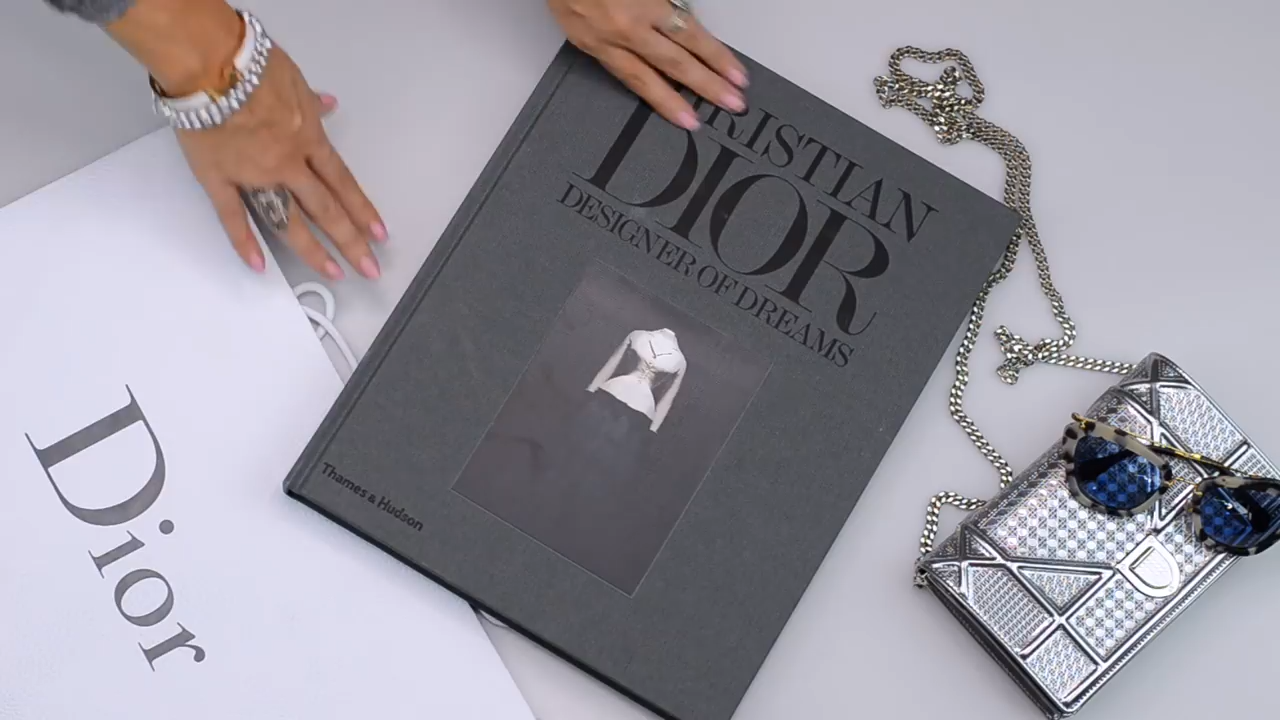 RISTIAN
DIOR
DESIGNER OF DREAMS
Thames & Hudson
Dior
D